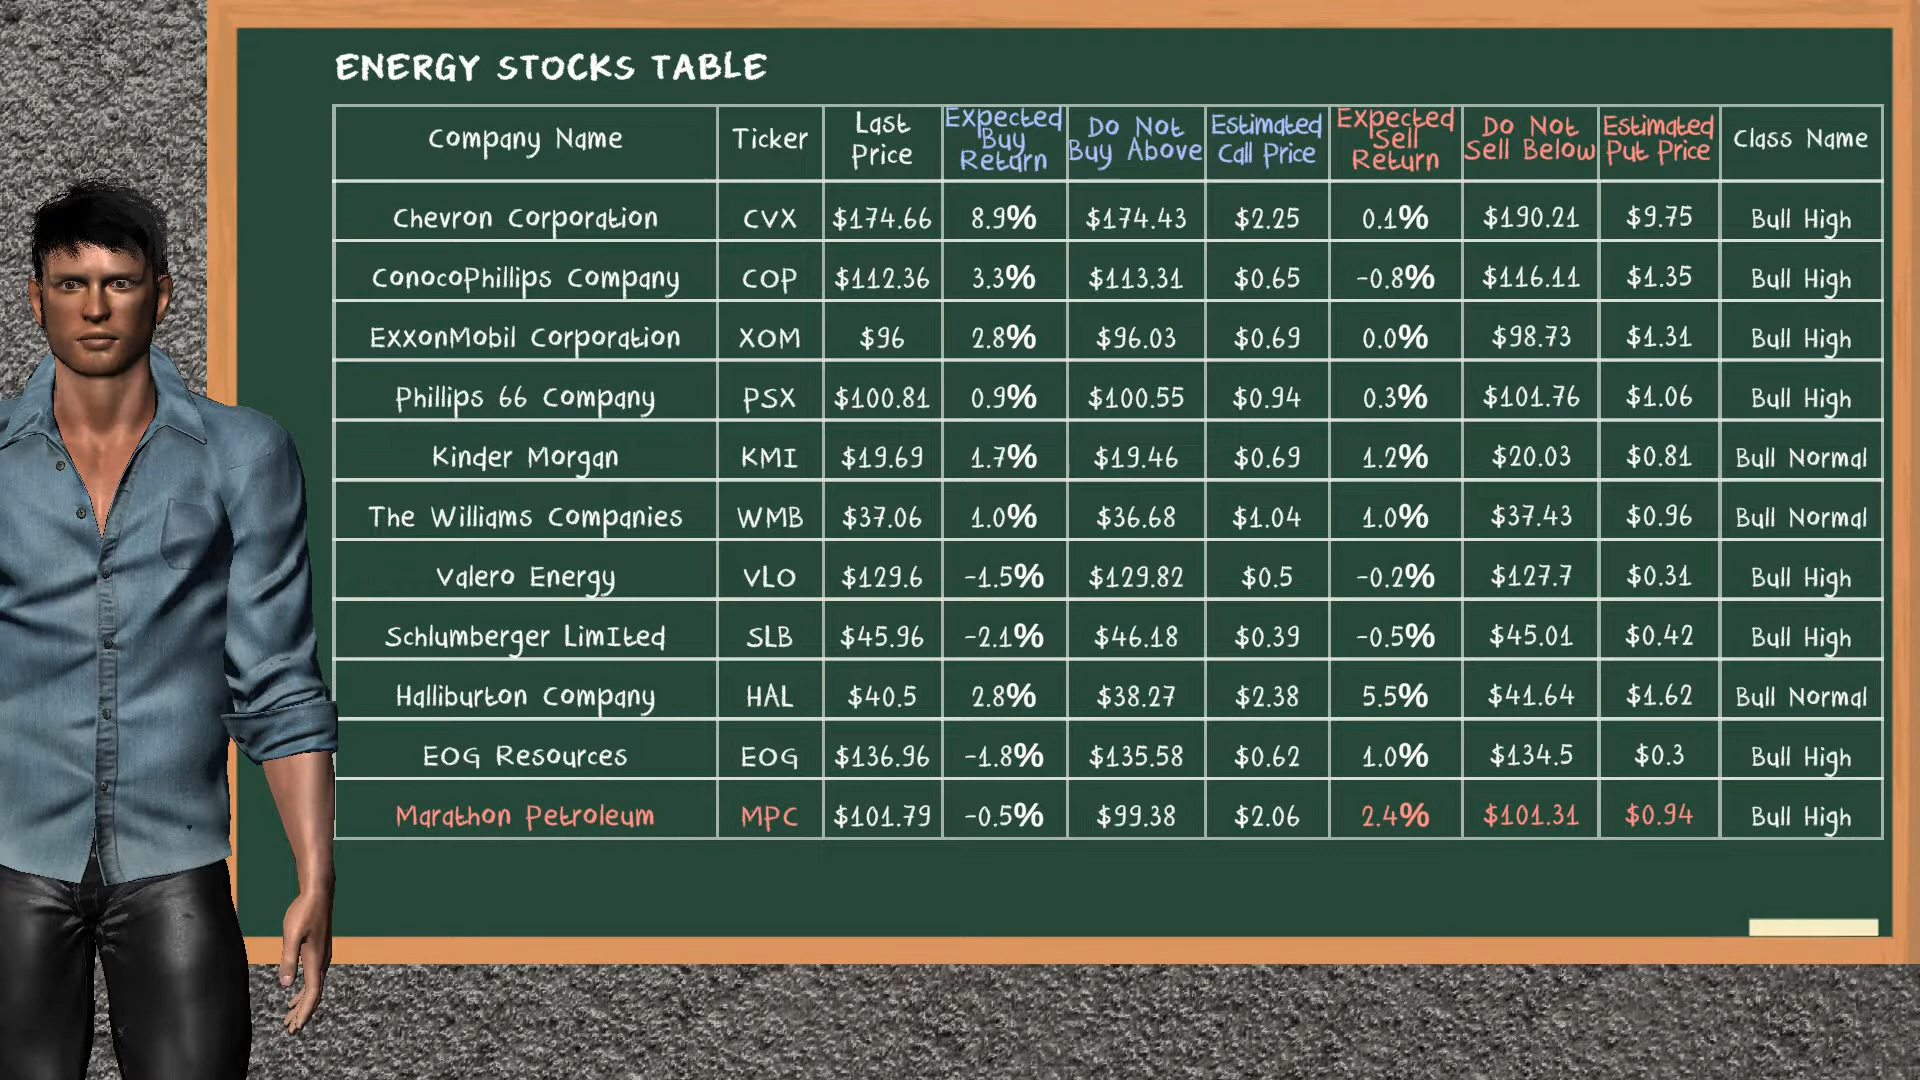 ENERGY STOCKS TABLE
Company Name Ticker Last Price Expected Buy Return Do Not Buy Above Estimated Call Price Expected Sell Return Do Not Sell Below Estimated Put Price Class Name
Chevron Corporation CVX $174.66 8.9% $174.43 $2.25 0.1% $190.21 $9.75 Bull High
ConocoPhillips Company COP $112.36 3.3% $113.31 $0.65 -0.8% $116.11 $1.35 Bull High
ExxonMobil Corporation XOM $96 2.8% $96.03 $0.69 0.0% $98.73 $1.31 Bull High
Phillips 66 Company PSX $100.81 0.9% $100.55 $0.94 0.3% $101.76 $1.06 Bull High
Kinder Morgan KMI $19.69 1.7% $19.46 $0.69 1.2% $20.03 $0.81 Bull Normal
The Williams Companies WMB $37.06 1.0% $36.68 $1.04 1.0% $37.43 $0.96 Bull Normal
Valero Energy VLO $129.6 -1.5% $129.82 $0.5 -0.2% $127.7 $0.31 Bull High
Schlumberger LimIted SLB $45.96 -2.1% $46.18 $0.39 -0.5% $45.01 $0.42 Bull High
Halliburton Company HAL $40.5 2.8% $38.27 $2.38 5.5% $41.64 $1.62 Bull Normal
EOG Resources EOG $136.96 -1.8% $135.58 $0.62 1.0% $134.5 $0.3 Bull High
Marathon Petroleum MPC $101.79 -0.5% $99.38 $2.06 2.4% $101.31 $0.94 Bull High